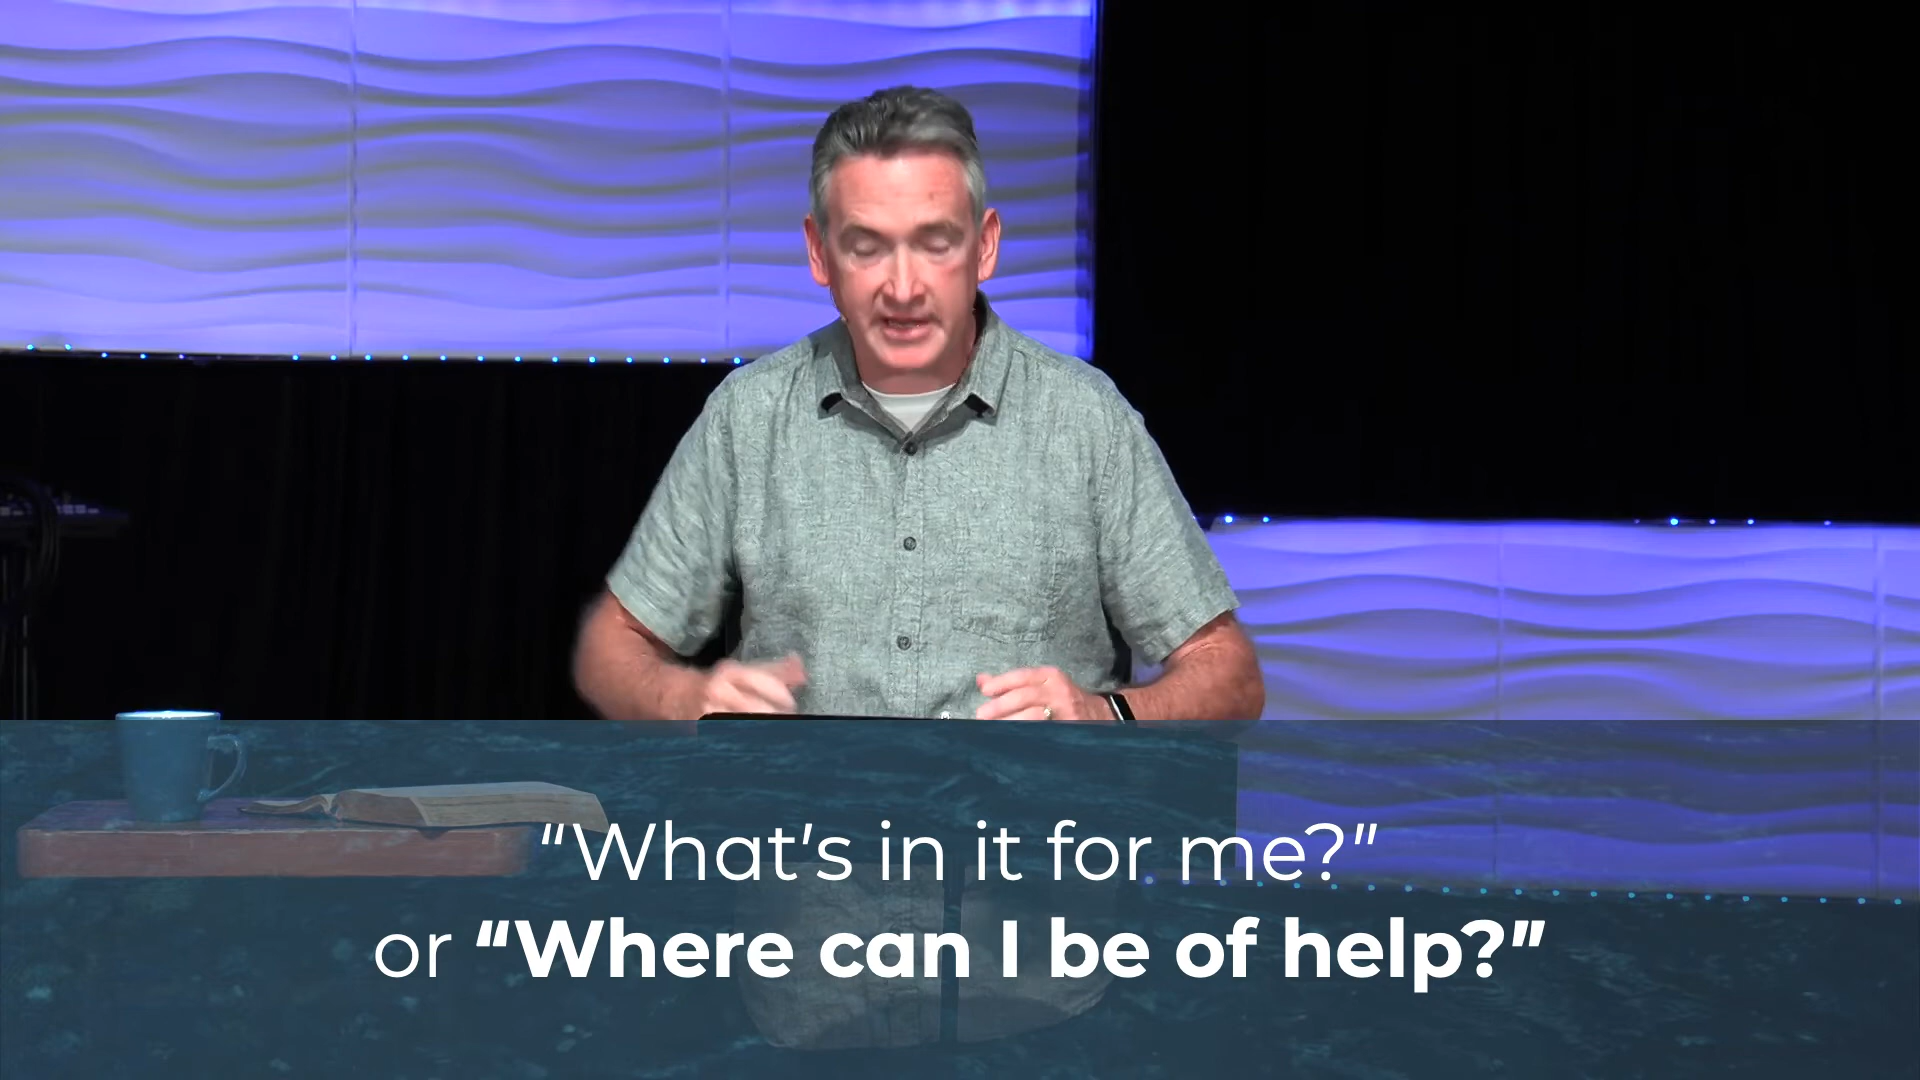 “What’s in it for me?”
or “Where can I be of help?”